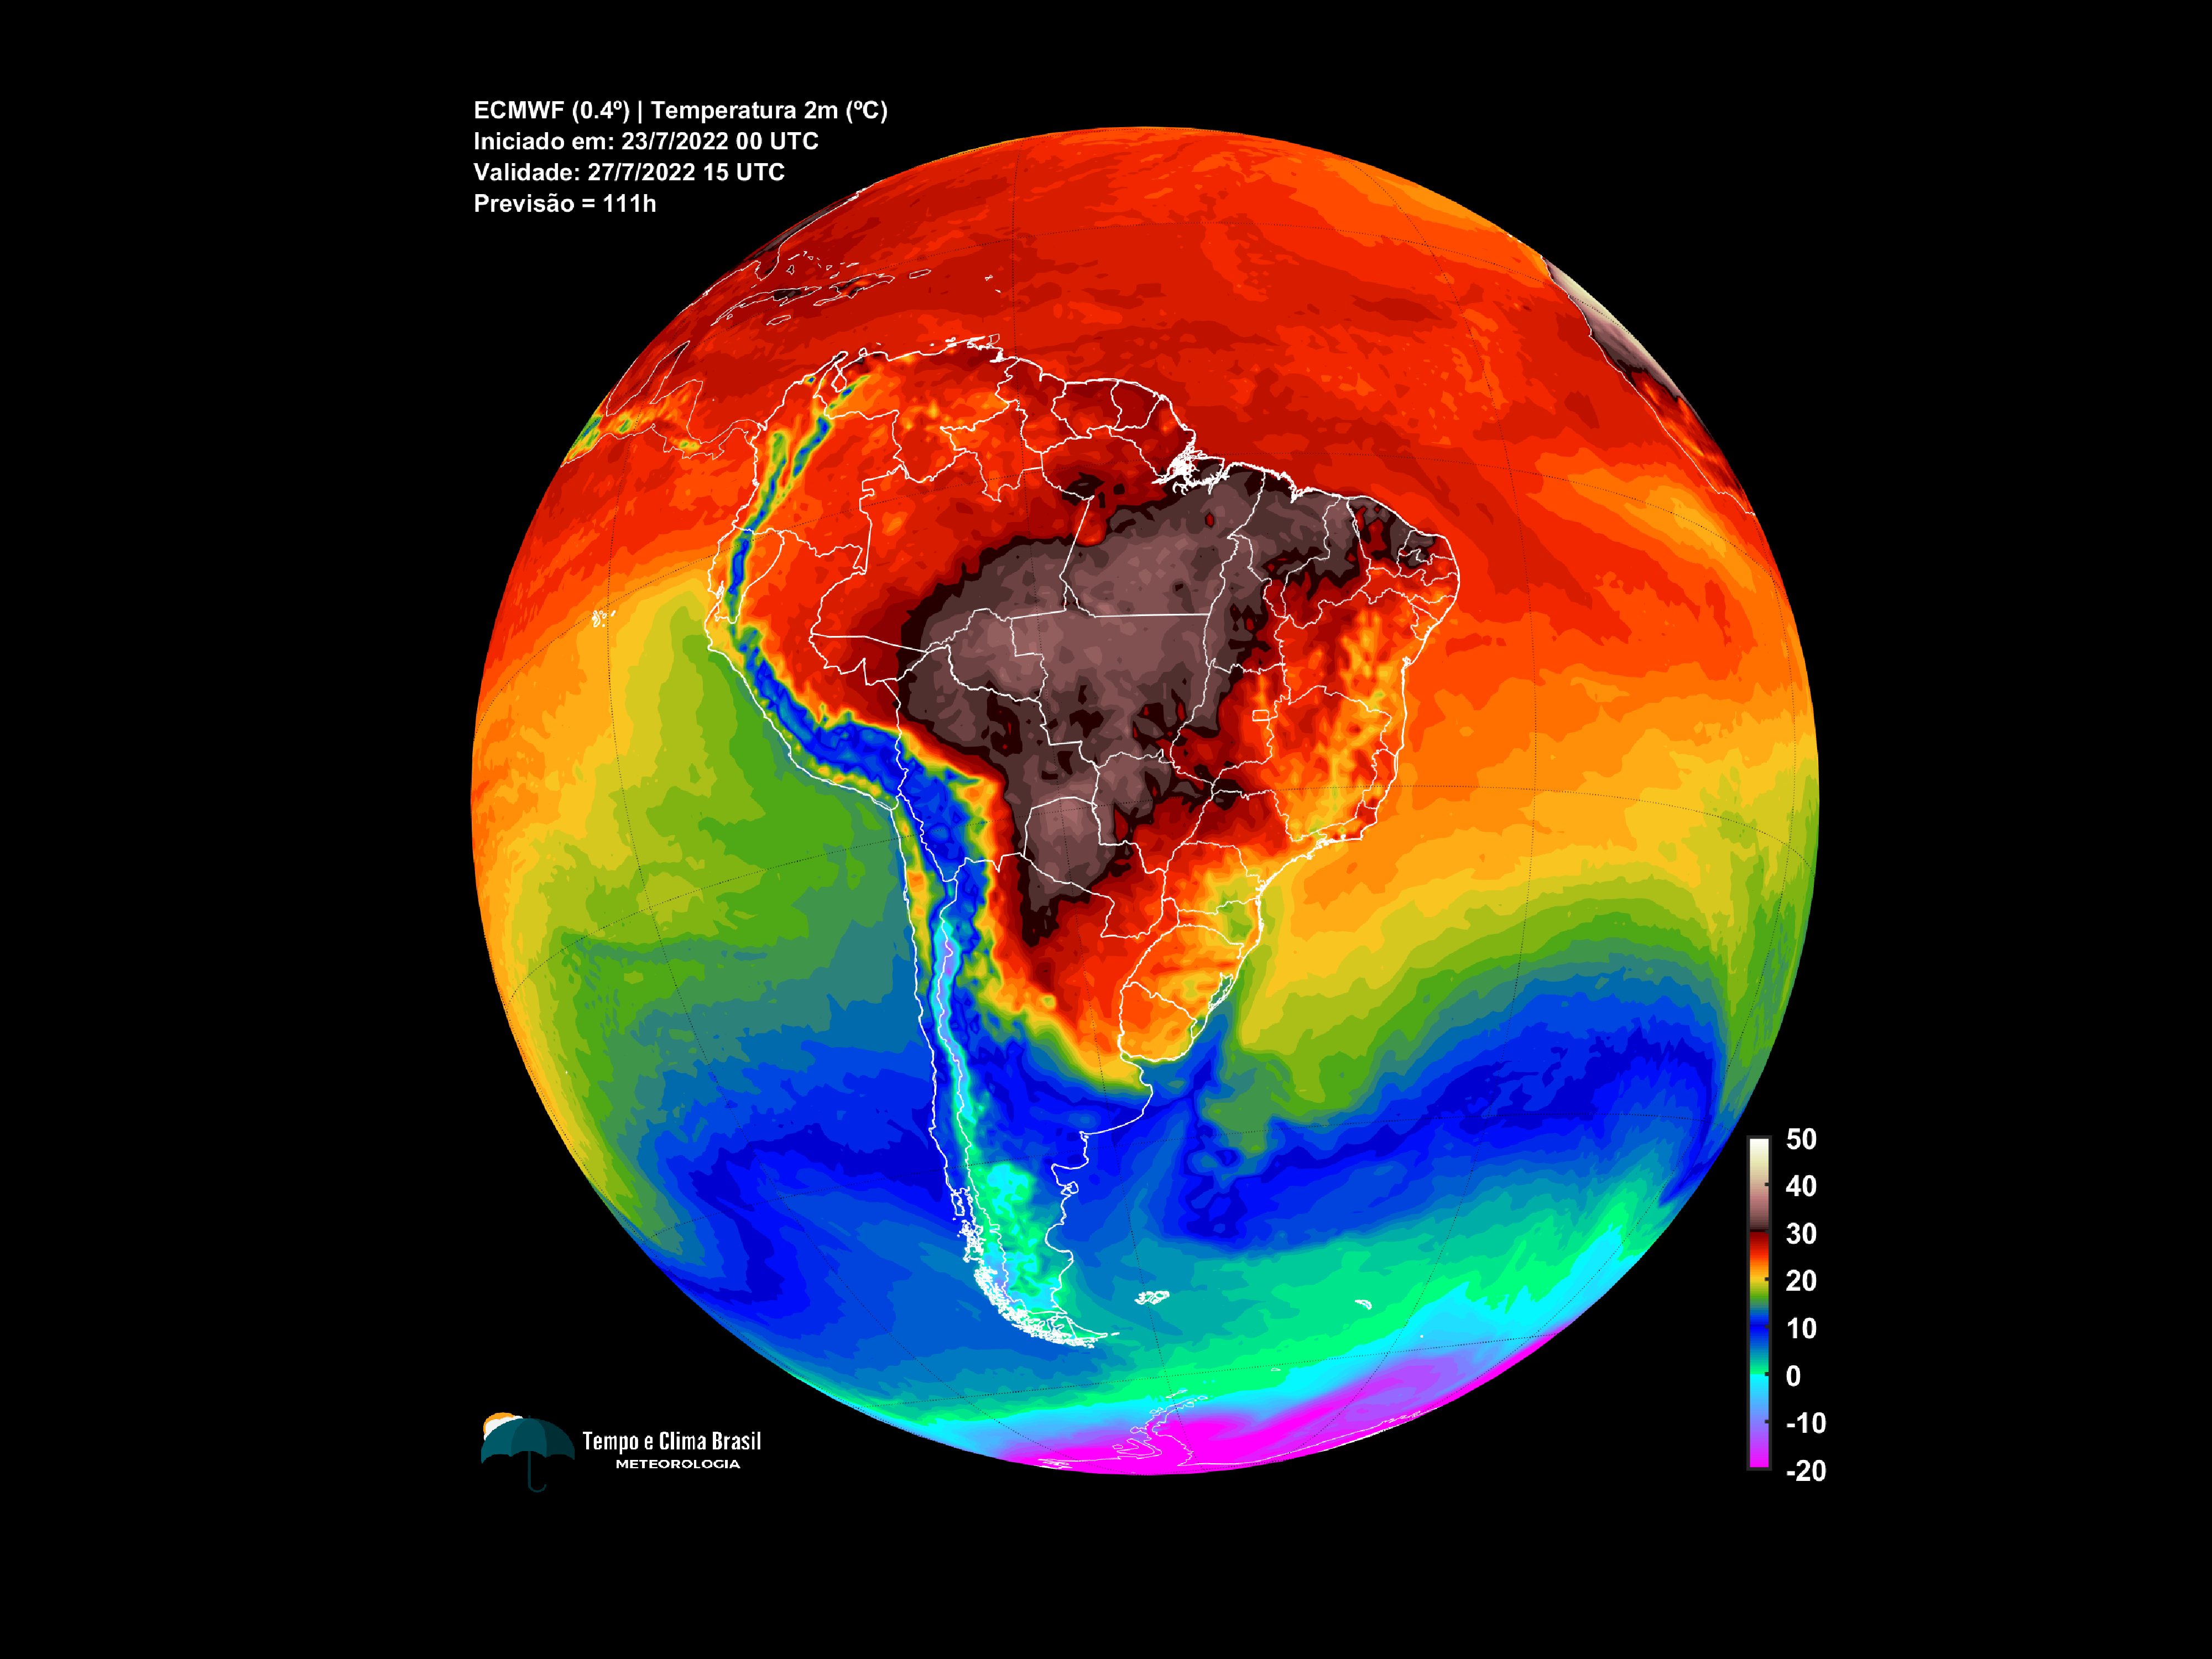 ECMWF (0.4º) | Temperatura 2m (ºC)
Iniciado em: 23/7/2022 00 UTC
Validade: 27/7/2022 15 UTC
Previsão = 111h
50
40
30
20
10
0
-10
-20
Tempo e Clima Brasil
METEOROLOGIA